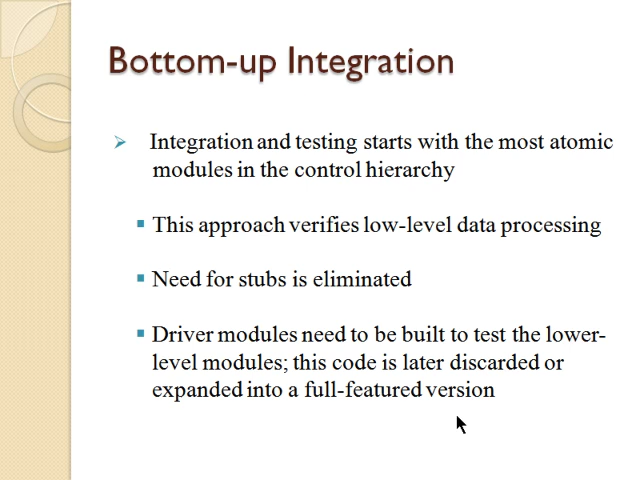 Bottom-up Integration
Integration and testing starts with the most atomic
modules in the control hierarchy
This approach verifies low-level data processing
Need for stubs is eliminated
Driver modules need to be built to test the lower-
level modules; this code is later discarded or
expanded into a full-featured version